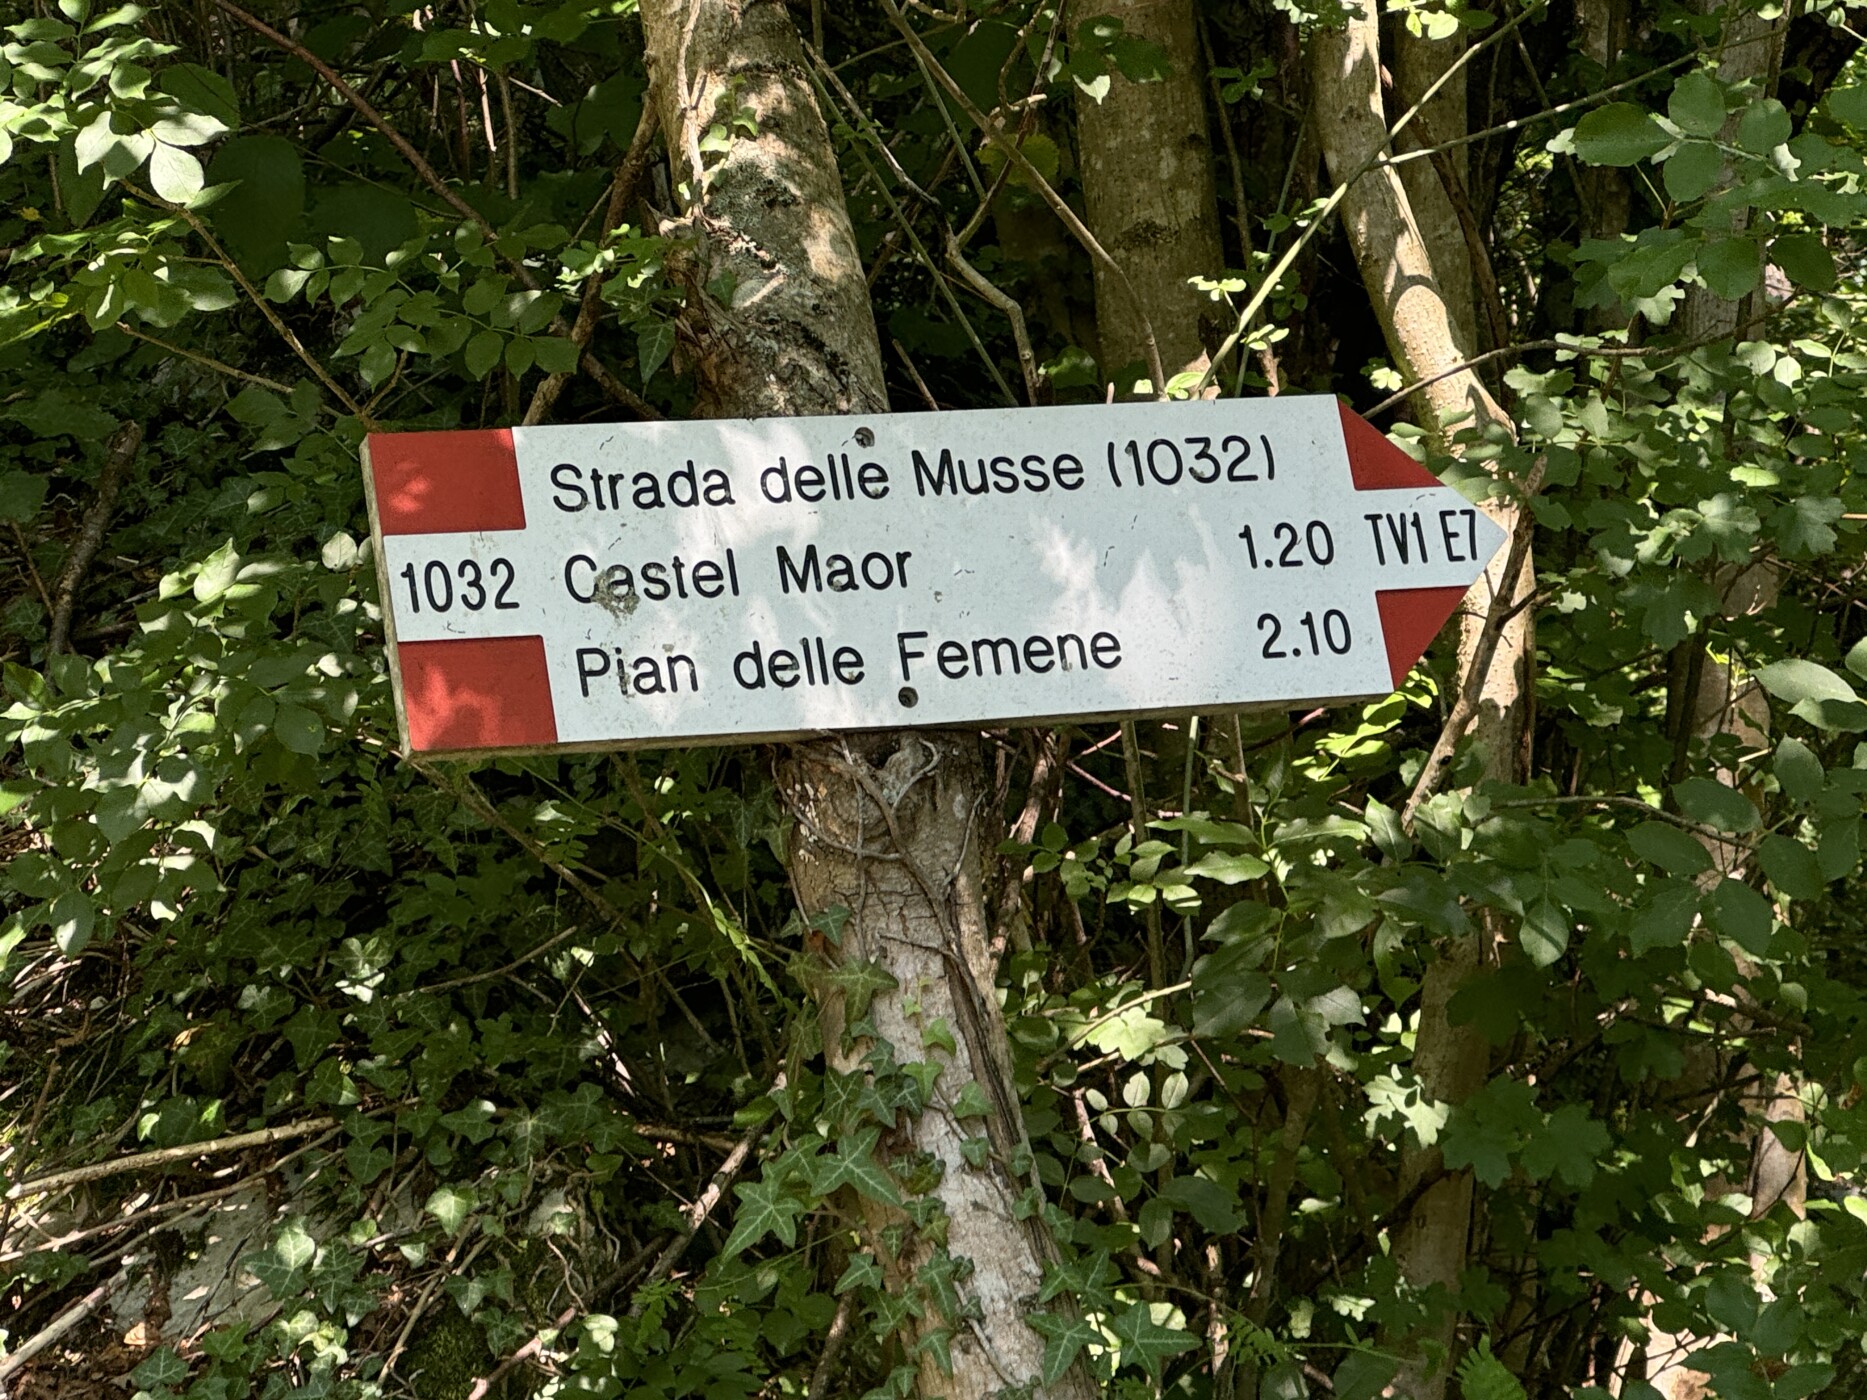 Strada delle Musse (1032)
1032 Castel Maor 1.20 TV1 E7
Pian delle Femene 2.10